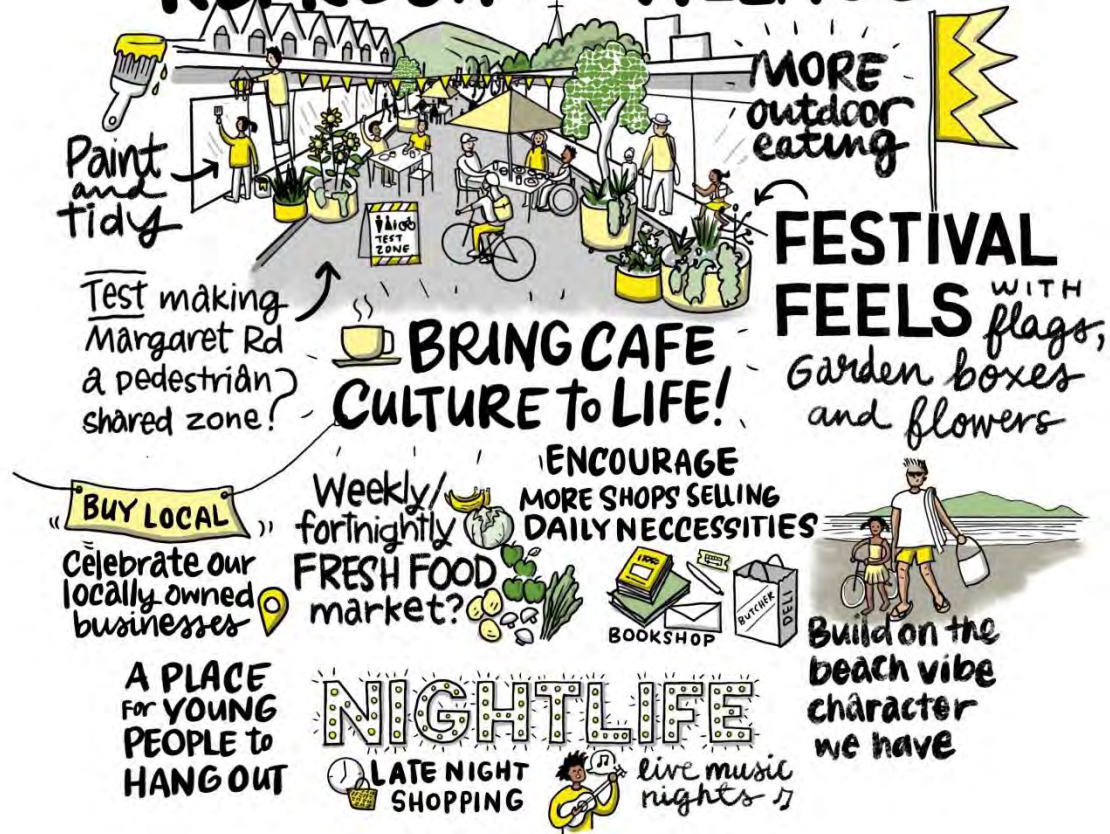 MORE
outdoor
eating
Paint
and
tidy
TEST
ZONE
FESTIVAL
FEELS WITH
flags,
Garden boxes
and flowers
Test making
Margaret Rd
a pedestrian
shared zone?
BRING CAFE
CULTURE to LIFE!
BUY LOCAL
Celebrate our
locally owned
businesses
Weekly/
fortnightly
FRESH FOOD
market?
ENCOURAGE
MORE SHOPS SELLING
DAILY NECCESSITIES
BOOKSHOP
BUTCHER
DELI
Build on the
beach vibe
character
we have
A PLACE
FOR YOUNG
PEOPLE to
HANG OUT
NIGHTLIFE
LATE NIGHT
SHOPPING
live music
nights